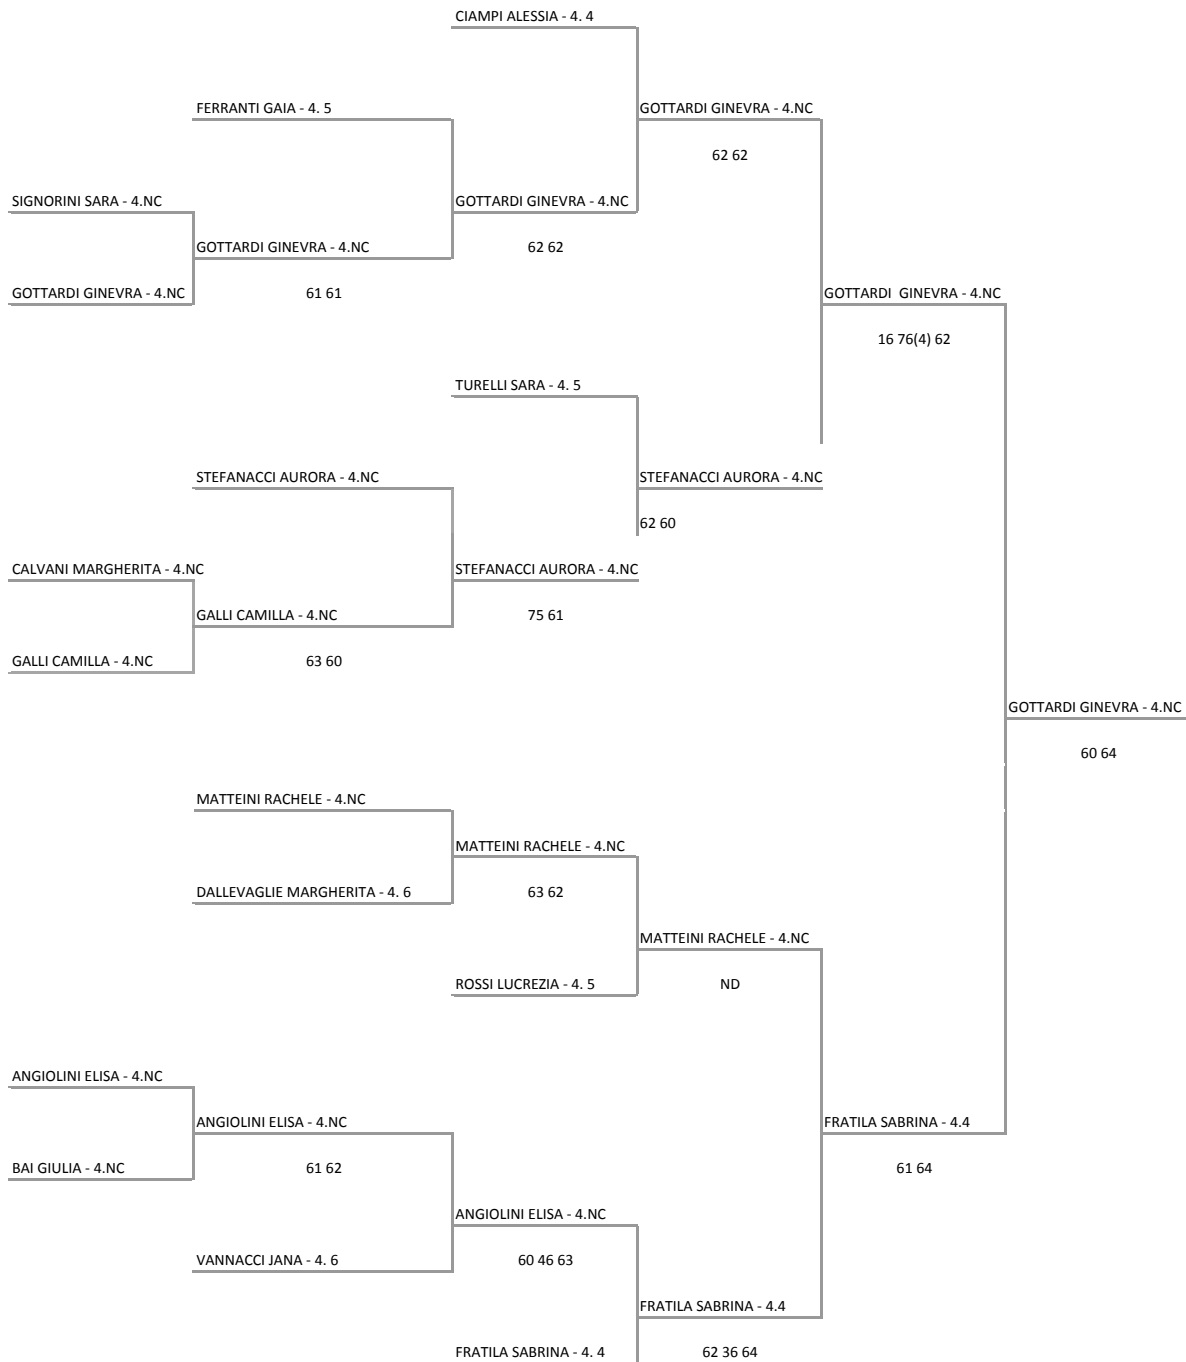 CIAMPI ALESSIA - 4. 4
FERRANTI GAIA - 4. 5
GOTTARDI GINEVRA - 4.NC
62 62
SIGNORINI SARA - 4.NC
GOTTARDI GINEVRA - 4.NC
GOTTARDI GINEVRA - 4.NC
62 62
GOTTARDI GINEVRA - 4.NC
61 61
GOTTARDI  GINEVRA - 4.NC
16 76(4) 62
TURELLI SARA - 4. 5
STEFANACCI AURORA - 4.NC
STEFANACCI AURORA - 4.NC
62 60
CALVANI MARGHERITA - 4.NC
STEFANACCI AURORA - 4.NC
GALLI CAMILLA - 4.NC
75 61
GALLI CAMILLA - 4.NC
63 60
GOTTARDI GINEVRA - 4.NC
60 64
MATTEINI RACHELE - 4.NC
MATTEINI RACHELE - 4.NC
DALLEVAGLIE MARGHERITA - 4. 6
63 62
MATTEINI RACHELE - 4.NC
ROSSI LUCREZIA - 4. 5
ND
ANGIOLINI ELISA - 4.NC
ANGIOLINI ELISA - 4.NC
FRATILA SABRINA - 4.4
BAI GIULIA - 4.NC
61 62
61 64
ANGIOLINI ELISA - 4.NC
VANNACCI JANA - 4. 6
60 46 63
FRATILA SABRINA - 4.4
FRATILA SABRINA - 4. 4
62 36 64